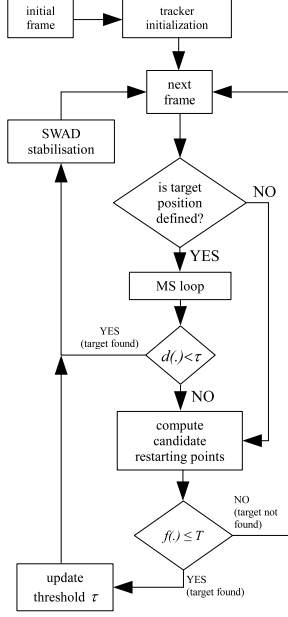 initial
frame
tracker
initialization
next
frame
SWAD
stabilisation
is target
position
defined?
NO
YES
MS loop
YES
(target found)
d(.)<τ
NO
compute
candidate
restarting points
NO
(target not
found)
f(.) ≤ T
YES
(target found)
update
threshold τ